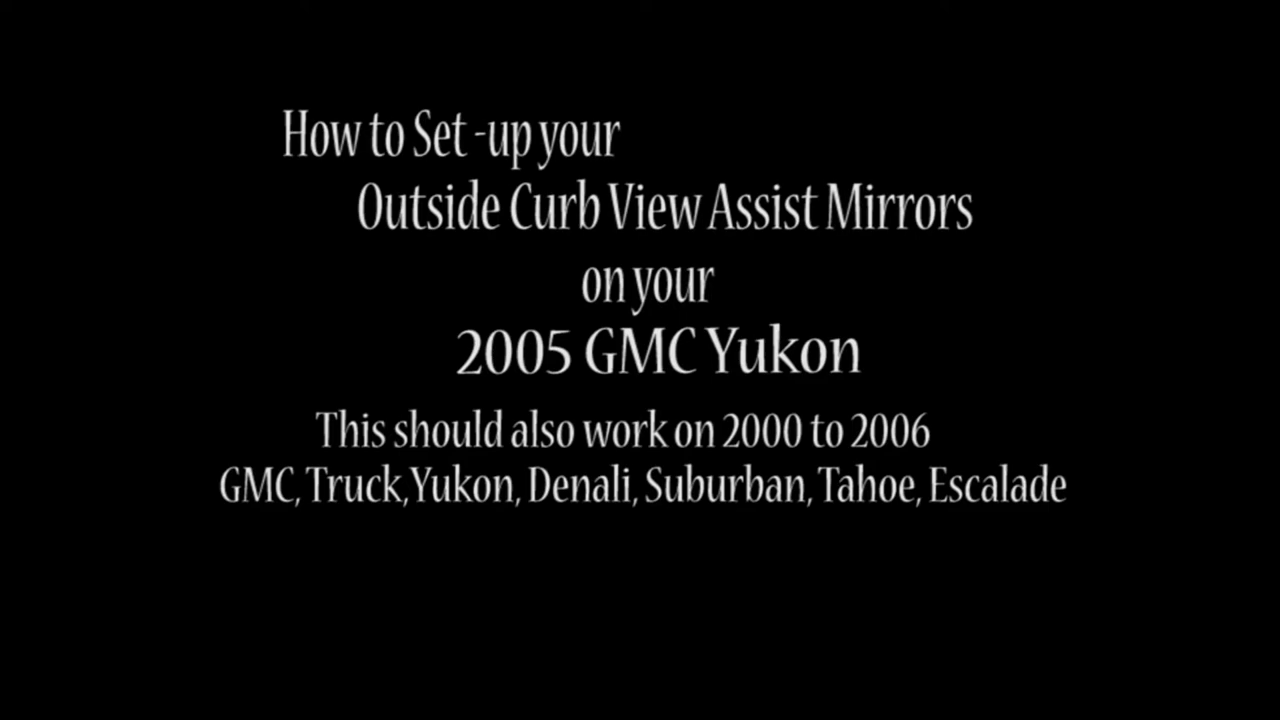 How to Set -up your
Outside Curb View Assist Mirrors
on your
2005 GMC Yukon
This should also work on 2000 to 2006
GMC, Truck,Yukon, Denali, Suburban, Tahoe, Escalade